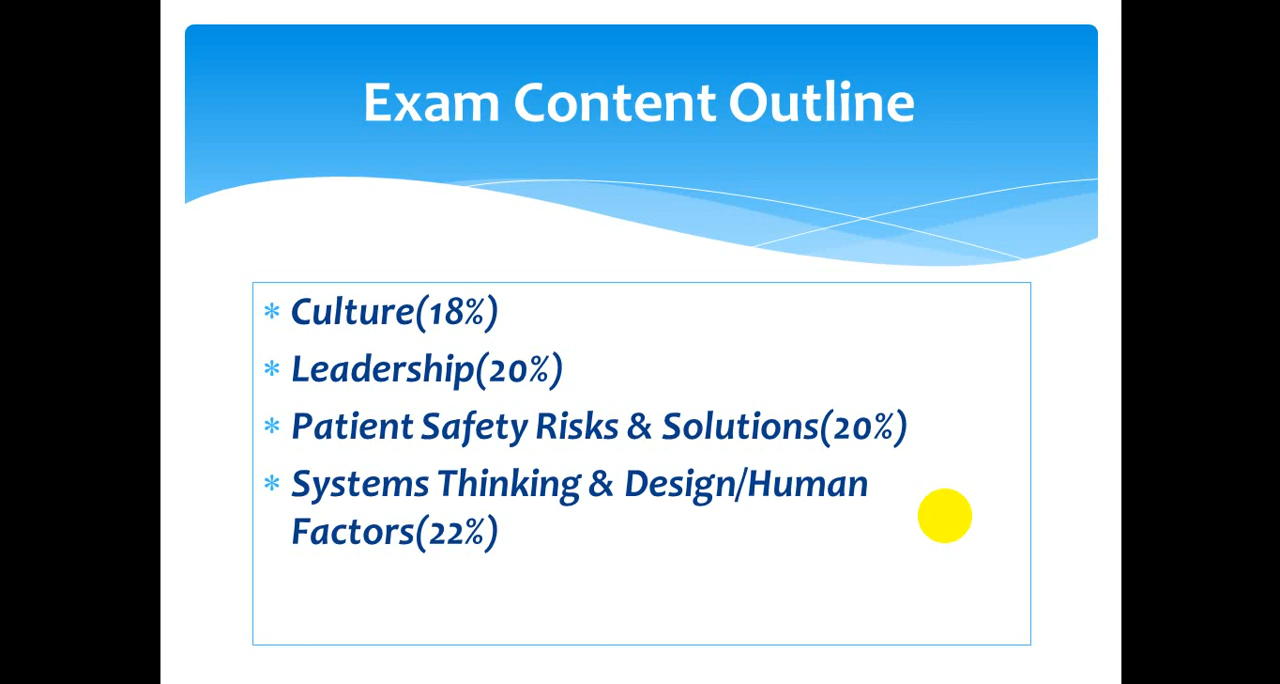 Exam Content Outline
* Culture(18%)
* Leadership(20%)
* Patient Safety Risks & Solutions(20%)
* Systems Thinking & Design/Human
Factors(22%)